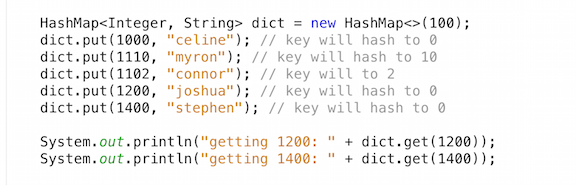 HashMap<Integer, String> dict = new HashMap<>(100);
dict.put(1000, "celine"); // key will hash to 0
dict.put(1110, "myron"); // key will hash to 10
dict.put(1102, "connor"); // key will to 2
dict.put(1200, "joshua"); // key will hash to 0
dict.put(1400, "stephen"); // key will hash to 0
System.out.println("getting 1200: " + dict.get(1200));
System.out.println("getting 1400: " + dict.get(1400));